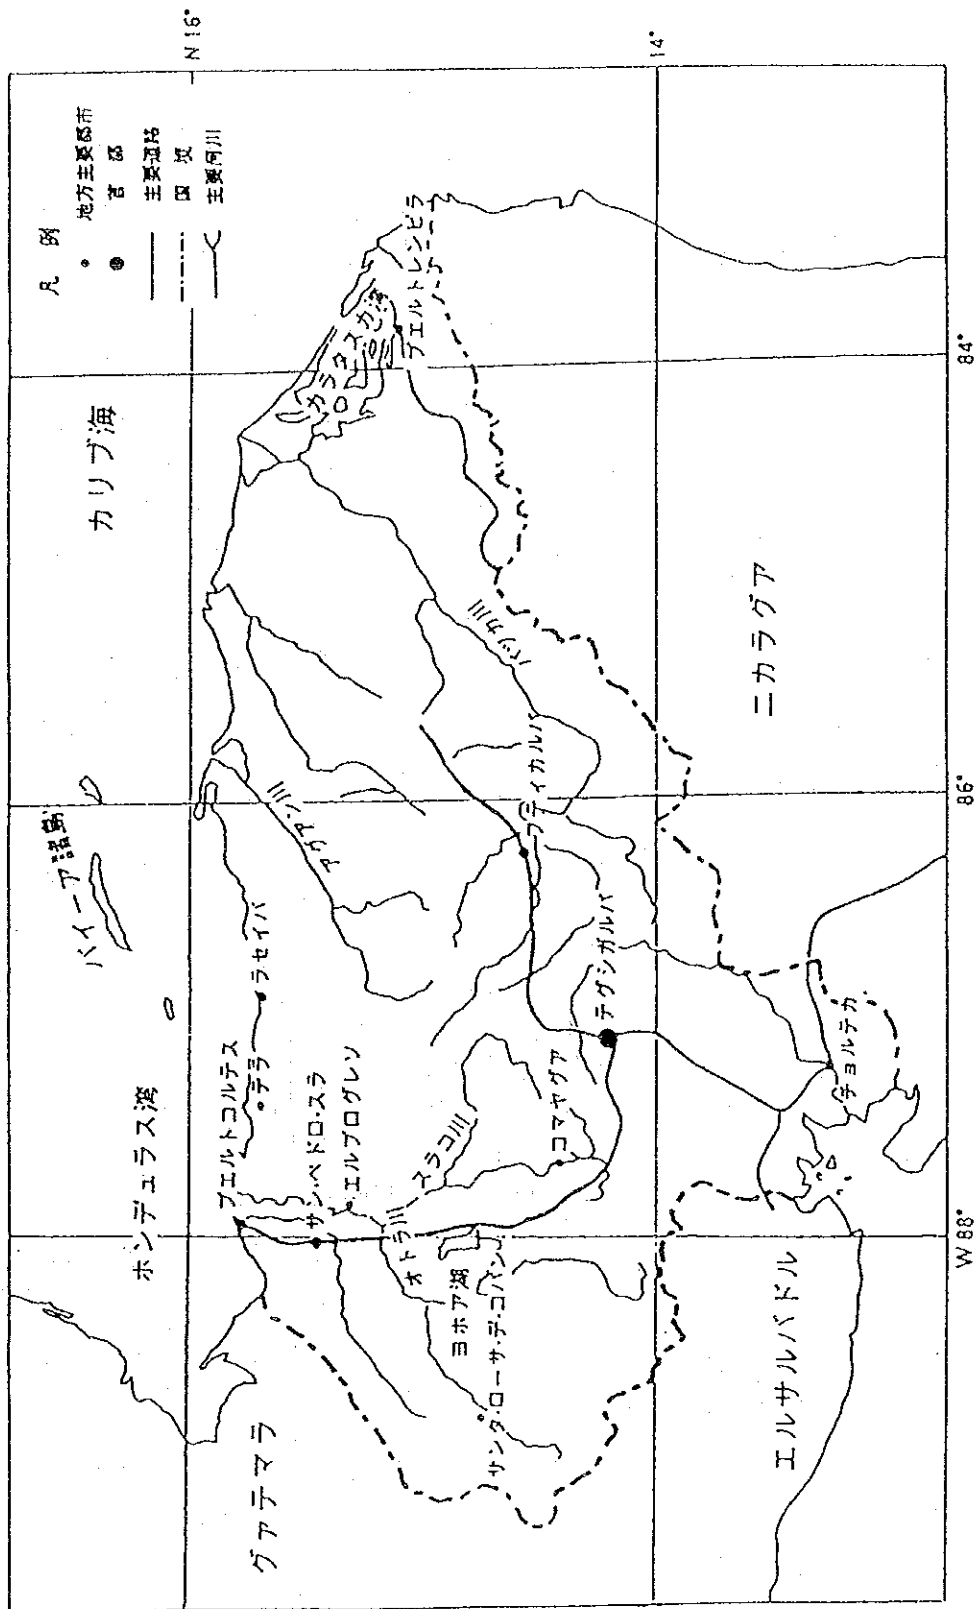 凡例
地方主要都市
首都
主要道路
国境
主要河川
N 16°
14°
W 88°
86°
84°
カリブ海
バイーア諸島
ホンデュラス湾
グァテマラ
エルサルバドル
ニカラグア
プエルトコルテス
テラ
ラセイバ
サン・ペドロ・スラ
エルプログレソ
オトラ川
スラコ川
ヨホア湖
サンタ・ローサ・デ・コパン
コマヤグア
テグシガルパ
チョルテカ
フティカルパ
アグアン川
パツカ川
カラタスカ湾
プエルトレンピラ